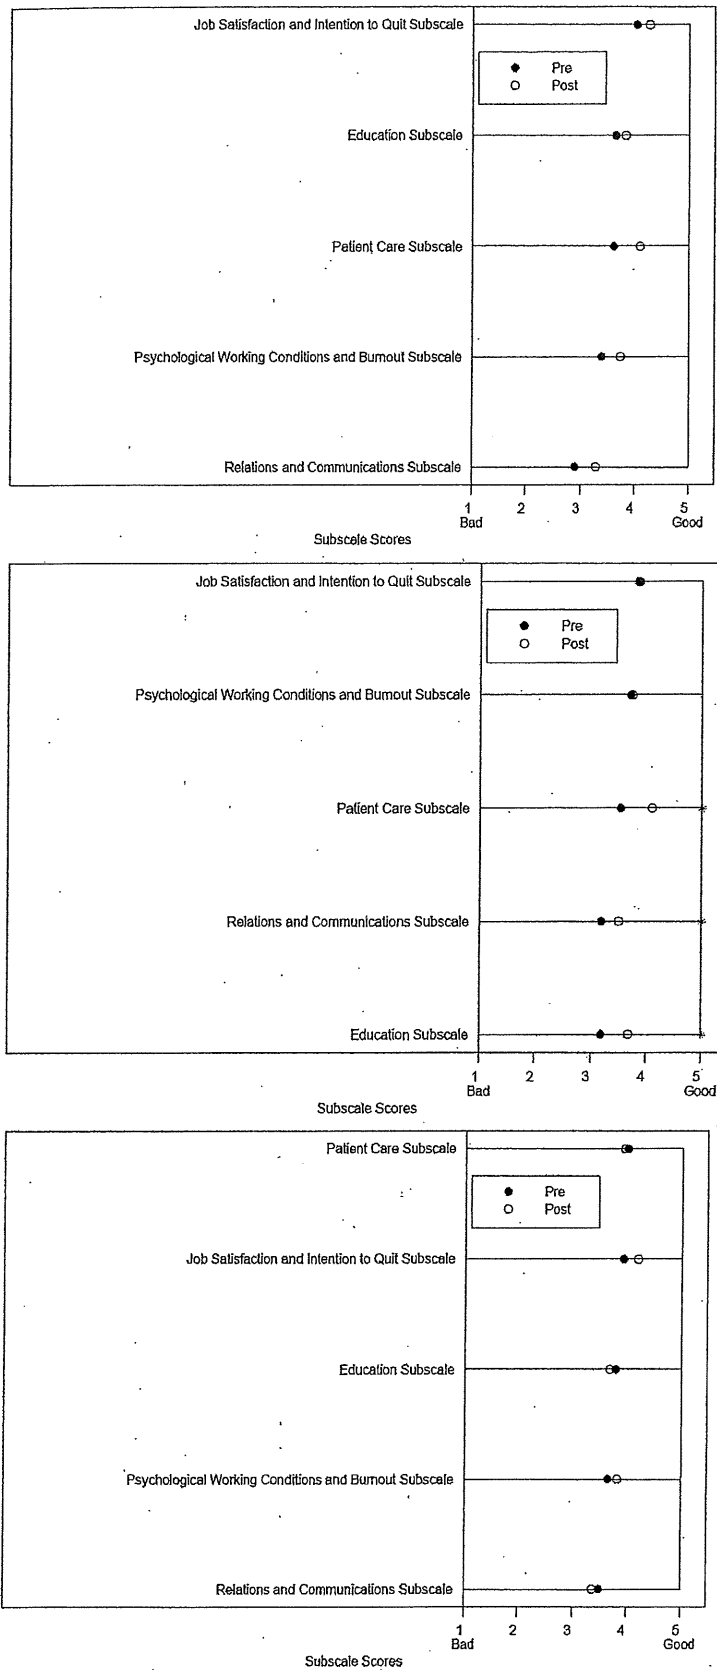 Job Satisfaction and Intention to Quit Subscale
Pre
Post
Education Subscale
Patient Care Subscale
Psychological Working Conditions and Burnout Subscale
Relations and Communications Subscale
1 2 3 4 5
Bad Good
Subscale Scores
Job Satisfaction and Intention to Quit Subscale
Pre
Post
Psychological Working Conditions and Burnout Subscale
Patient Care Subscale
Relations and Communications Subscale
Education Subscale
1 2 3 4 5
Bad Good
Subscale Scores
Patient Care Subscale
Pre
Post
Job Satisfaction and Intention to Quit Subscale
Education Subscale
Psychological Working Conditions and Burnout Subscale
Relations and Communications Subscale
1 2 3 4 5
Bad Good
Subscale Scores